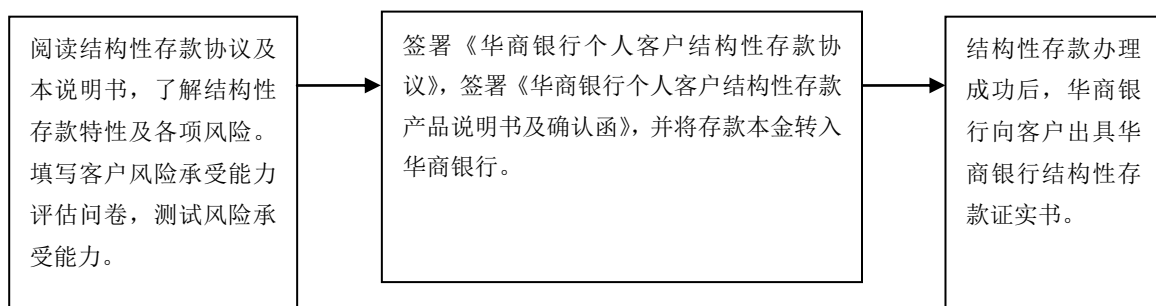 阅读结构性存款协议及
本说明书，了解结构性
存款特性及各项风险。
填写客户风险承受能力
评估问卷，测试风险承
受能力。
签署《华商银行个人客户结构性存款协
议》，签署《华商银行个人客户结构性存款
产品说明书及确认函》，并将存款本金转入
华商银行。
结构性存款办理
成功后，华商银
行向客户出具华
商银行结构性存
款证实书。